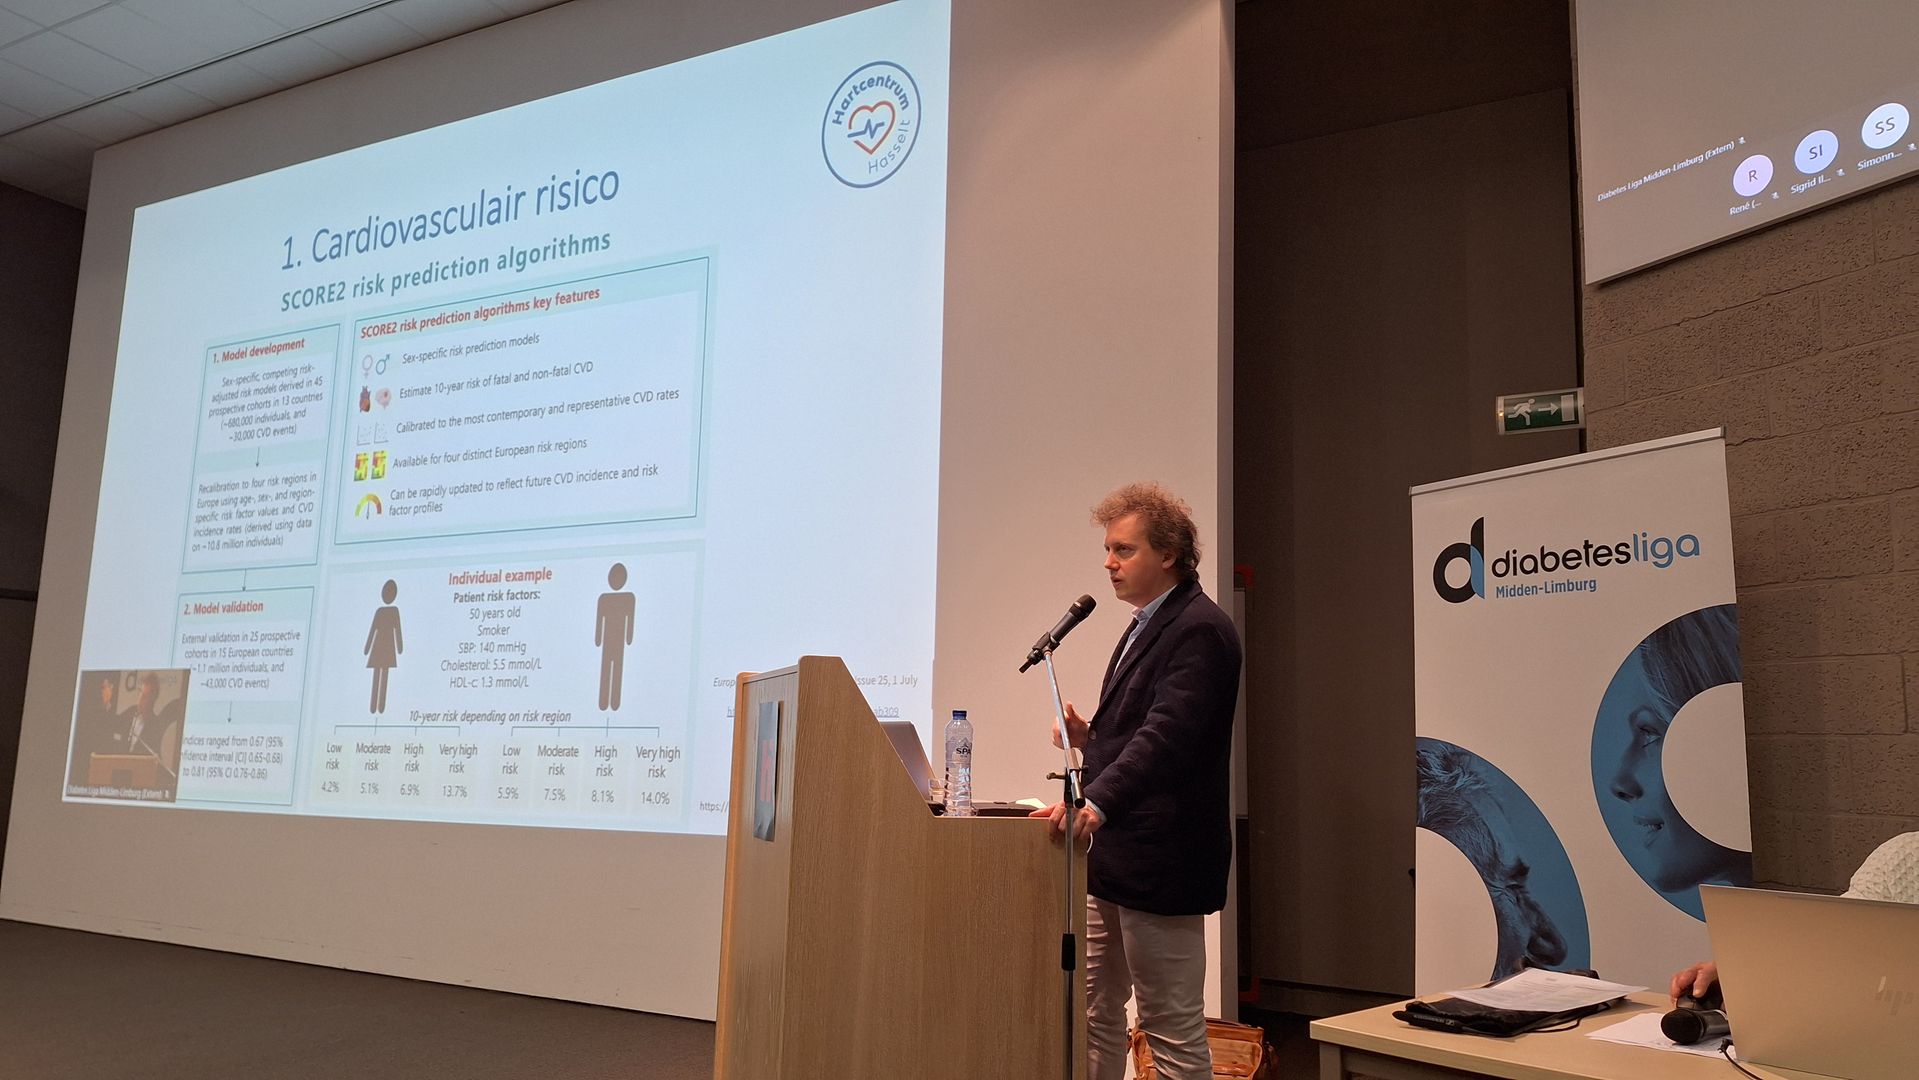 Hartcentrum
Hasselt
1. Cardiovasculair risico
SCORE2 risk prediction algorithms
1. Model development
Sex-specific, competing risk-
adjusted risk models derived in 45
prospective cohorts in 13 countries
(~680,000 individuals, and
~30,000 CVD events)
Recalibration to four risk regions in
Europe using age-, sex-, and region-
specific risk factor values and CVD
incidence rates (derived using data
on ~10.8 million individuals)
2. Model validation
External validation in 25 prospective
cohorts in 15 European countries
(~1.1 million individuals, and
~43,000 CVD events)
ndices ranged from 0.67 (95%
nfidence interval [CI] 0.65-0.68)
to 0.81 (95% CI 0.76-0.86)
SCORE2 risk prediction algorithms key features
Sex-specific risk prediction models
Estimate 10-year risk of fatal and non-fatal CVD
Calibrated to the most contemporary and representative CVD rates
Available for four distinct European risk regions
Can be rapidly updated to reflect future CVD incidence and risk
factor profiles
Individual example
Patient risk factors:
50 years old
Smoker
SBP: 140 mmHg
Cholesterol: 5.5 mmol/L
HDL-c: 1.3 mmol/L
10-year risk depending on risk region
Low risk Moderate risk High risk Very high risk Low risk Moderate risk High risk Very high risk
4.2% 5.1% 6.9% 13.7% 5.9% 7.5% 8.1% 14.0%
Europ
ssue 25, 1 July
ab309
https://
Diabetes Liga Midden-Limburg (Extern)
Diabetes Liga Midden-Limburg (Extern)
R
René (...
SI
Sigrid Il...
SS
Simonn...
SPA
d diabetesliga
Midden-Limburg
hp